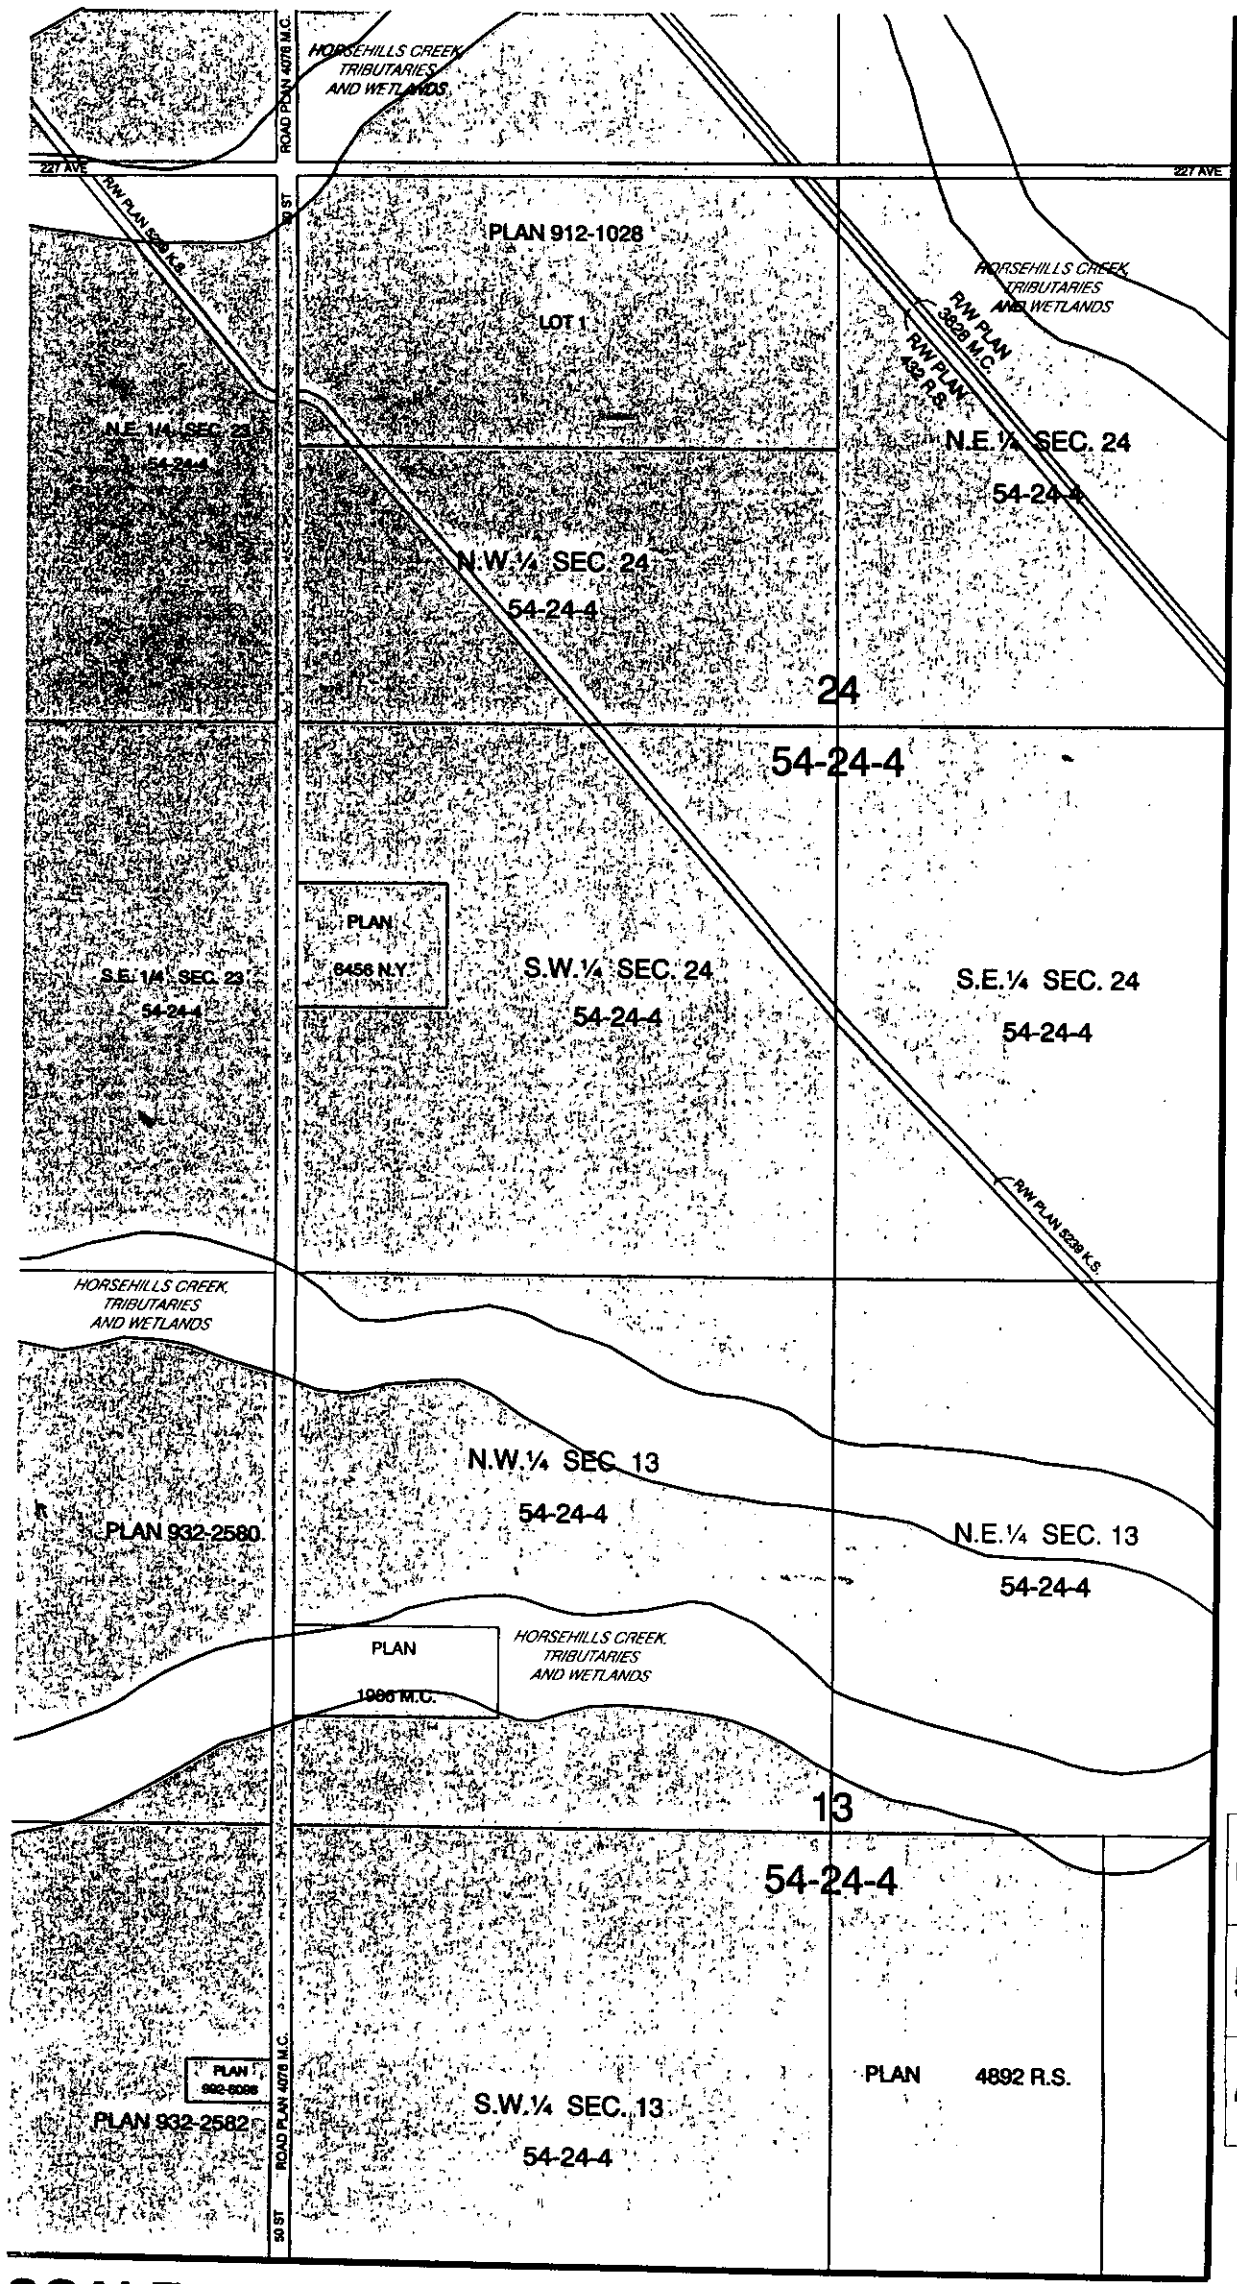 ROAD PLAN 4076 M.C.
HORSEHILLS CREEK,
TRIBUTARIES
AND WETLANDS
227 AVE
227 AVE
R/W PLAN 5239 K.S.
50 ST
PLAN 912-1028
LOT 1
HORSEHILLS CREEK,
TRIBUTARIES
AND WETLANDS
R/W PLAN
3828 M.C.
R/W PLAN
432 R.S.
N.E. 1/4 SEC. 23
54-24-4
N.E.¼ SEC. 24
54-24-4
N.W.¼ SEC. 24
54-24-4
24
54-24-4
PLAN
6456 N.Y.
S.E. 1/4 SEC. 23
54-24-4
S.W.¼ SEC. 24
54-24-4
S.E.¼ SEC. 24
54-24-4
R/W PLAN 5239 K.S.
HORSEHILLS CREEK,
TRIBUTARIES
AND WETLANDS
N.W.¼ SEC. 13
54-24-4
PLAN 932-2580
N.E.¼ SEC. 13
54-24-4
PLAN
1986 M.C.
HORSEHILLS CREEK,
TRIBUTARIES
AND WETLANDS
13
54-24-4
PLAN
PLAN 932-2582
ROAD PLAN 4076 M.C.
50 ST
S.W.¼ SEC. 13
54-24-4
PLAN 4892 R.S.